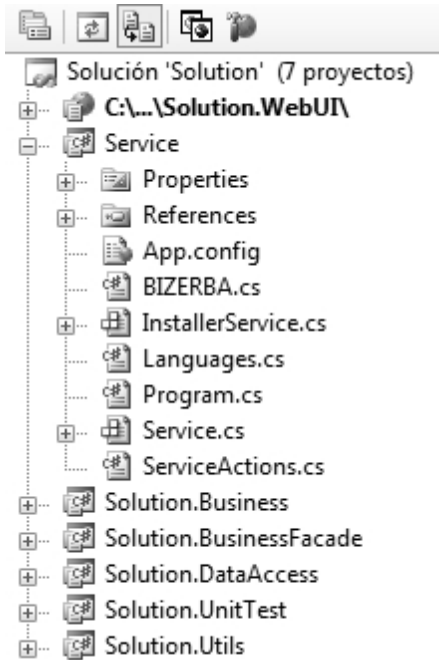 Solución 'Solution' (7 proyectos)
C:\...\Solution.WebUI\
Service
Properties
References
App.config
BIZERBA.cs
InstallerService.cs
Languages.cs
Program.cs
Service.cs
ServiceActions.cs
Solution.Business
Solution.BusinessFacade
Solution.DataAccess
Solution.UnitTest
Solution.Utils